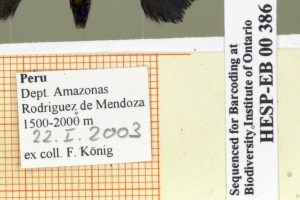 Peru
Dept. Amazonas
Rodriguez de Mendoza
1500-2000 m
22. I. 2003
ex coll. F. König
Sequenced for Barcoding at
Biodiversity Institute of Ontario
HESP-EB 00 386